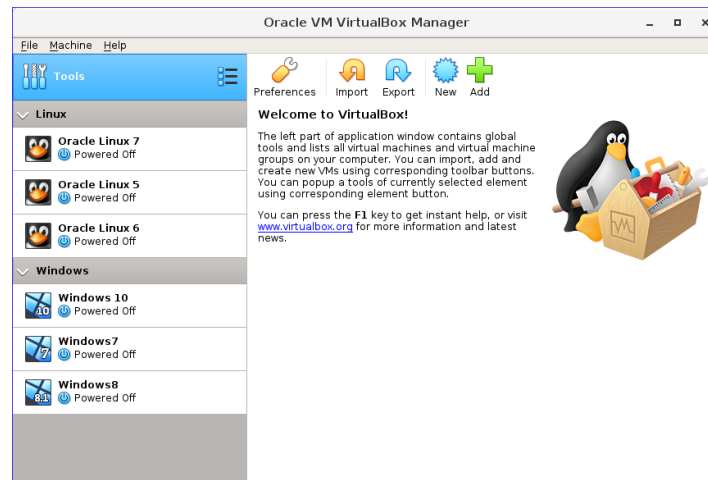 Oracle VM VirtualBox Manager
File Machine Help
Tools
Preferences Import Export New Add
Linux
Oracle Linux 7
Powered Off
Oracle Linux 5
Powered Off
Oracle Linux 6
Powered Off
Windows
Windows 10
10 Powered Off
Windows7
7 Powered Off
Windows8
8.1 Powered Off
Welcome to VirtualBox!
The left part of application window contains global
tools and lists all virtual machines and virtual machine
groups on your computer. You can import, add and
create new VMs using corresponding toolbar buttons.
You can popup a tools of currently selected element
using corresponding element button.
You can press the F1 key to get instant help, or visit
www.virtualbox.org for more information and latest
news.